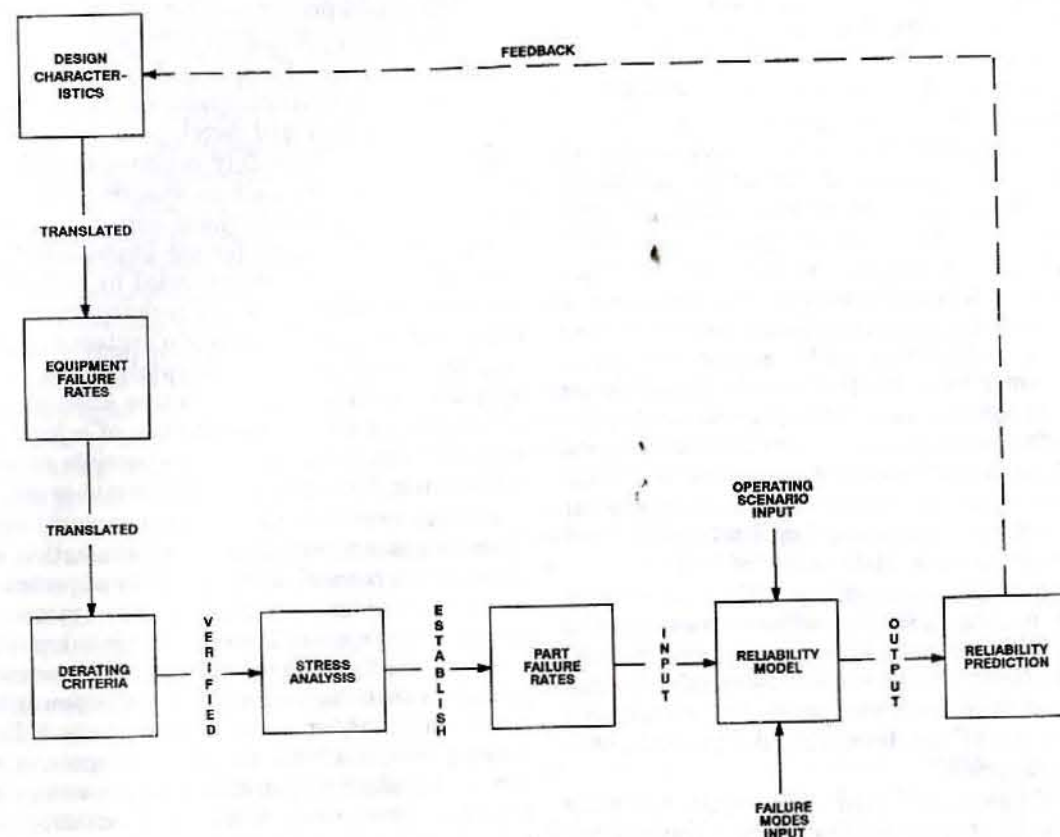 DESIGN
CHARACTER-
ISTICS
FEEDBACK
TRANSLATED
EQUIPMENT
FAILURE
RATES
TRANSLATED
OPERATING
SCENARIO
INPUT
DERATING
CRITERIA
VERIFIED
STRESS
ANALYSIS
ESTABLISH
PART
FAILURE
RATES
INPUT
RELIABILITY
MODEL
OUTPUT
RELIABILITY
PREDICTION
FAILURE
MODES
INPUT